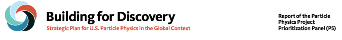 Building for Discovery
Strategic Plan for U.S. Particle Physics in the Global Context
Report of the Particle
Physics Project
Prioritization Panel (P5)